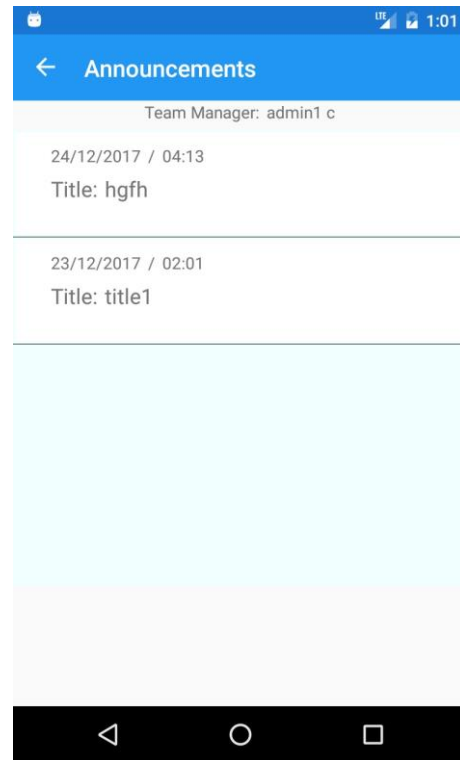 LTE 1:01
Announcements
Team Manager: admin1 c
24/12/2017 / 04:13
Title: hgfh
23/12/2017 / 02:01
Title: title1